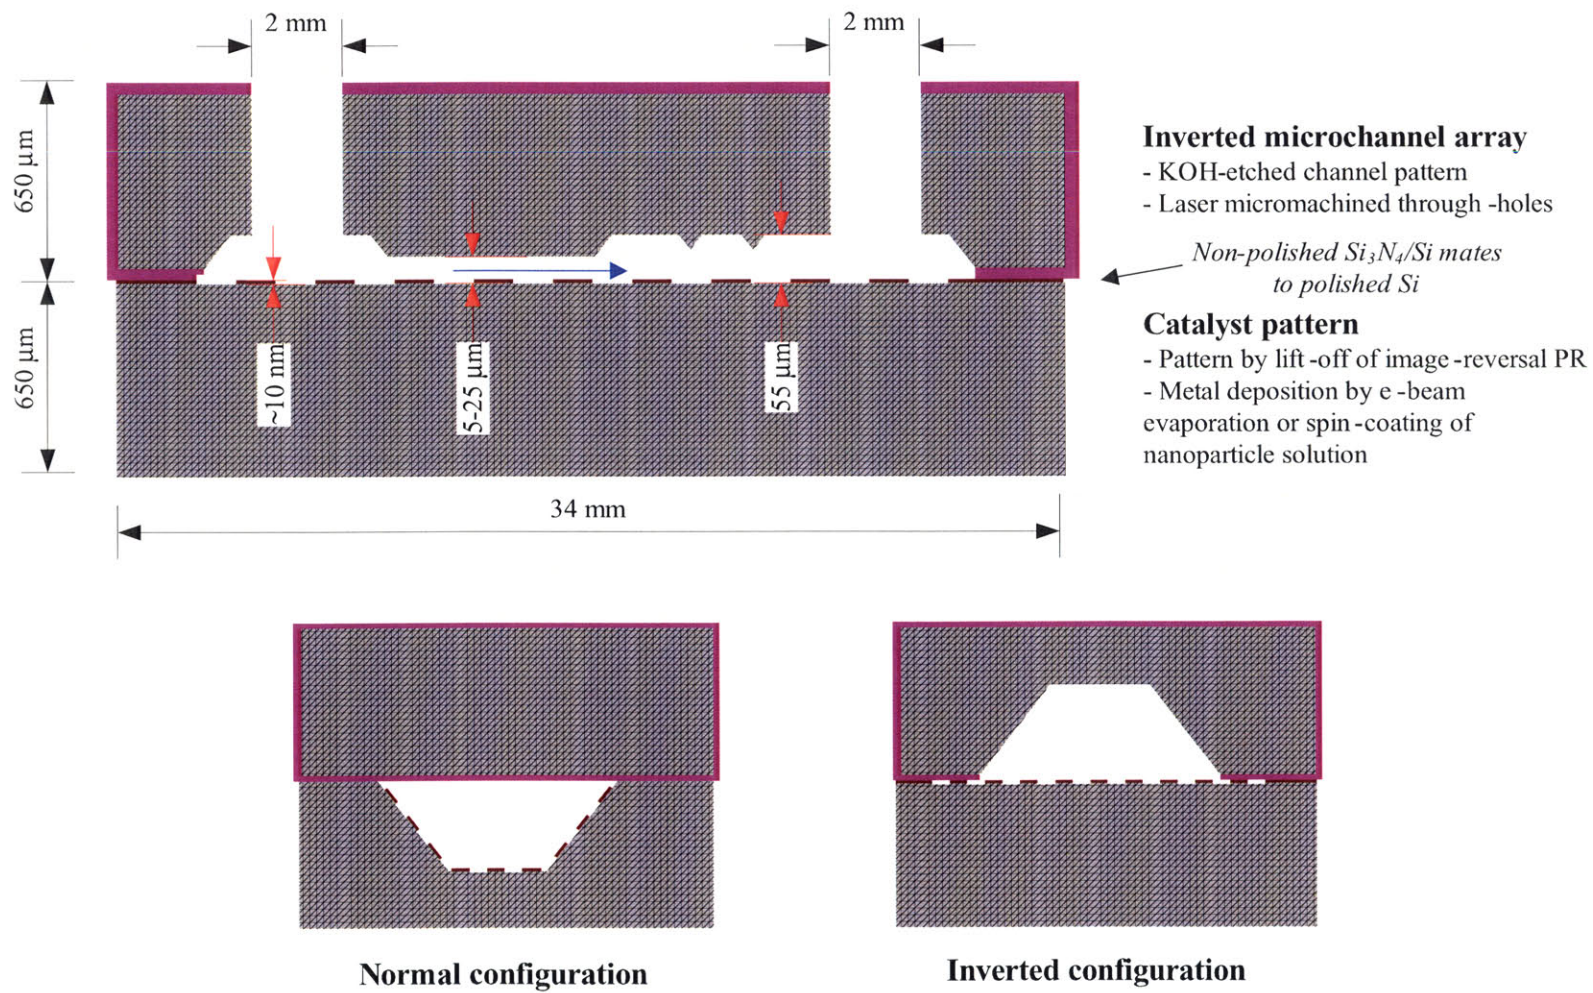 2 mm
2 mm
650 µm
Inverted microchannel array
- KOH-etched channel pattern
- Laser micromachined through -holes
Non-polished Si₃N₄/Si mates
to polished Si
650 µm
~10 nm
5-25 µm
55 µm
Catalyst pattern
- Pattern by lift -off of image -reversal PR
- Metal deposition by e -beam
evaporation or spin -coating of
nanoparticle solution
34 mm
Normal configuration
Inverted configuration